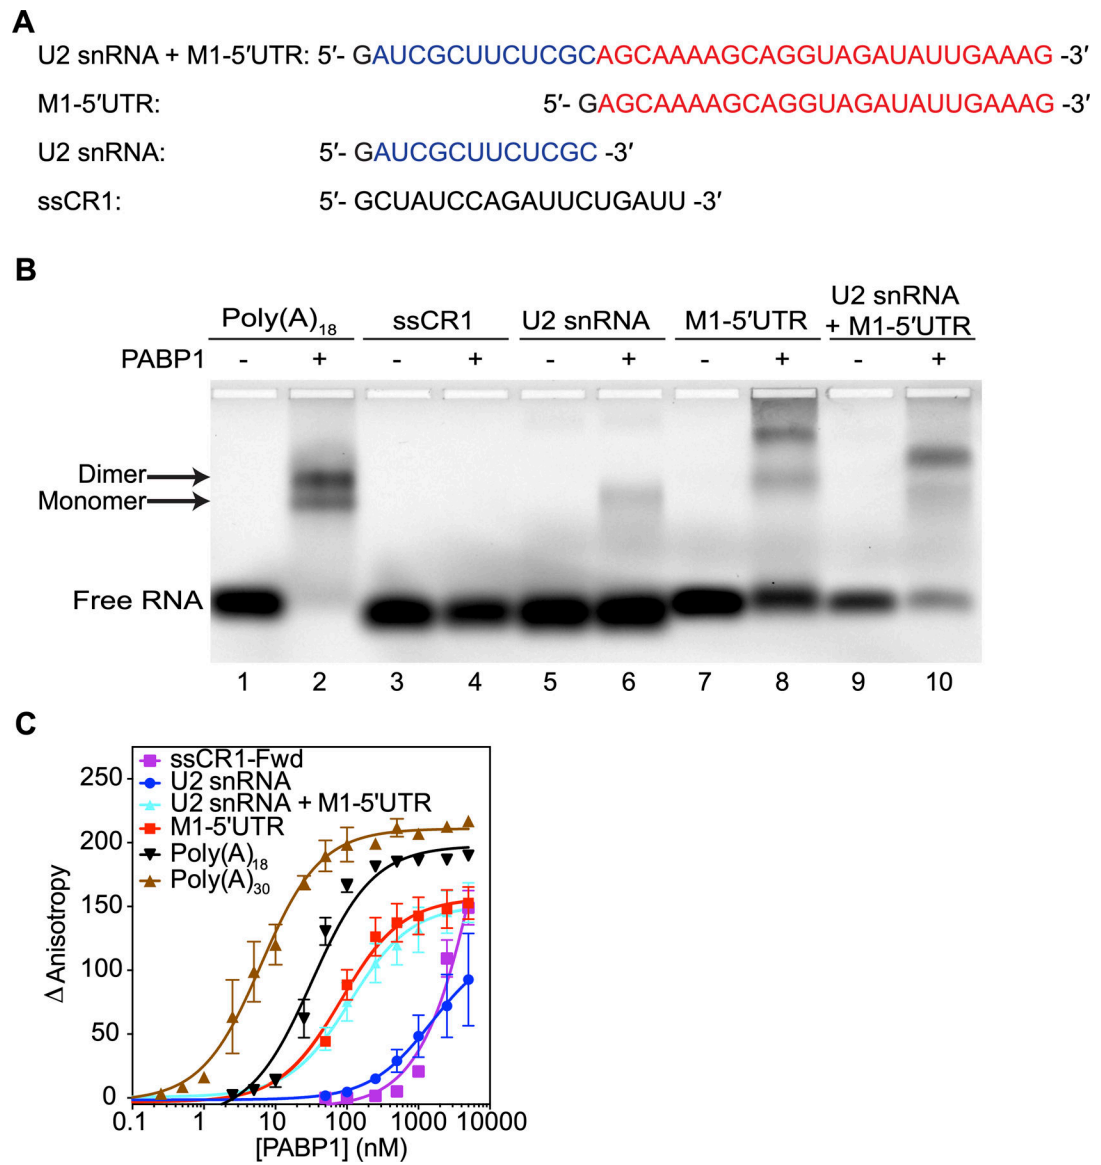 A
U2 snRNA + M1-5′UTR: 5′- GAUCGCUUCUCGCAGCAAAAGCAGGUAGAUAUUGAAAG -3′
M1-5′UTR: 5′- GAGCAAAAGCAGGUAGAUAUUGAAAG -3′
U2 snRNA: 5′- GAUCGCUUCUCGC -3′
ssCR1: 5′- GCUAUCCAGAUUCUGAUU -3′
B
Poly(A)18 ssCR1 U2 snRNA M1-5′UTR U2 snRNA + M1-5′UTR
PABP1 - + - + - + - + - +
Dimer
Monomer
Free RNA
1 2 3 4 5 6 7 8 9 10
C
ssCR1-Fwd
U2 snRNA
U2 snRNA + M1-5'UTR
M1-5'UTR
Poly(A)18
Poly(A)30
250
200
150
100
50
0
Δ Anisotropy
0.1 1 10 100 1000 10000
[PABP1] (nM)